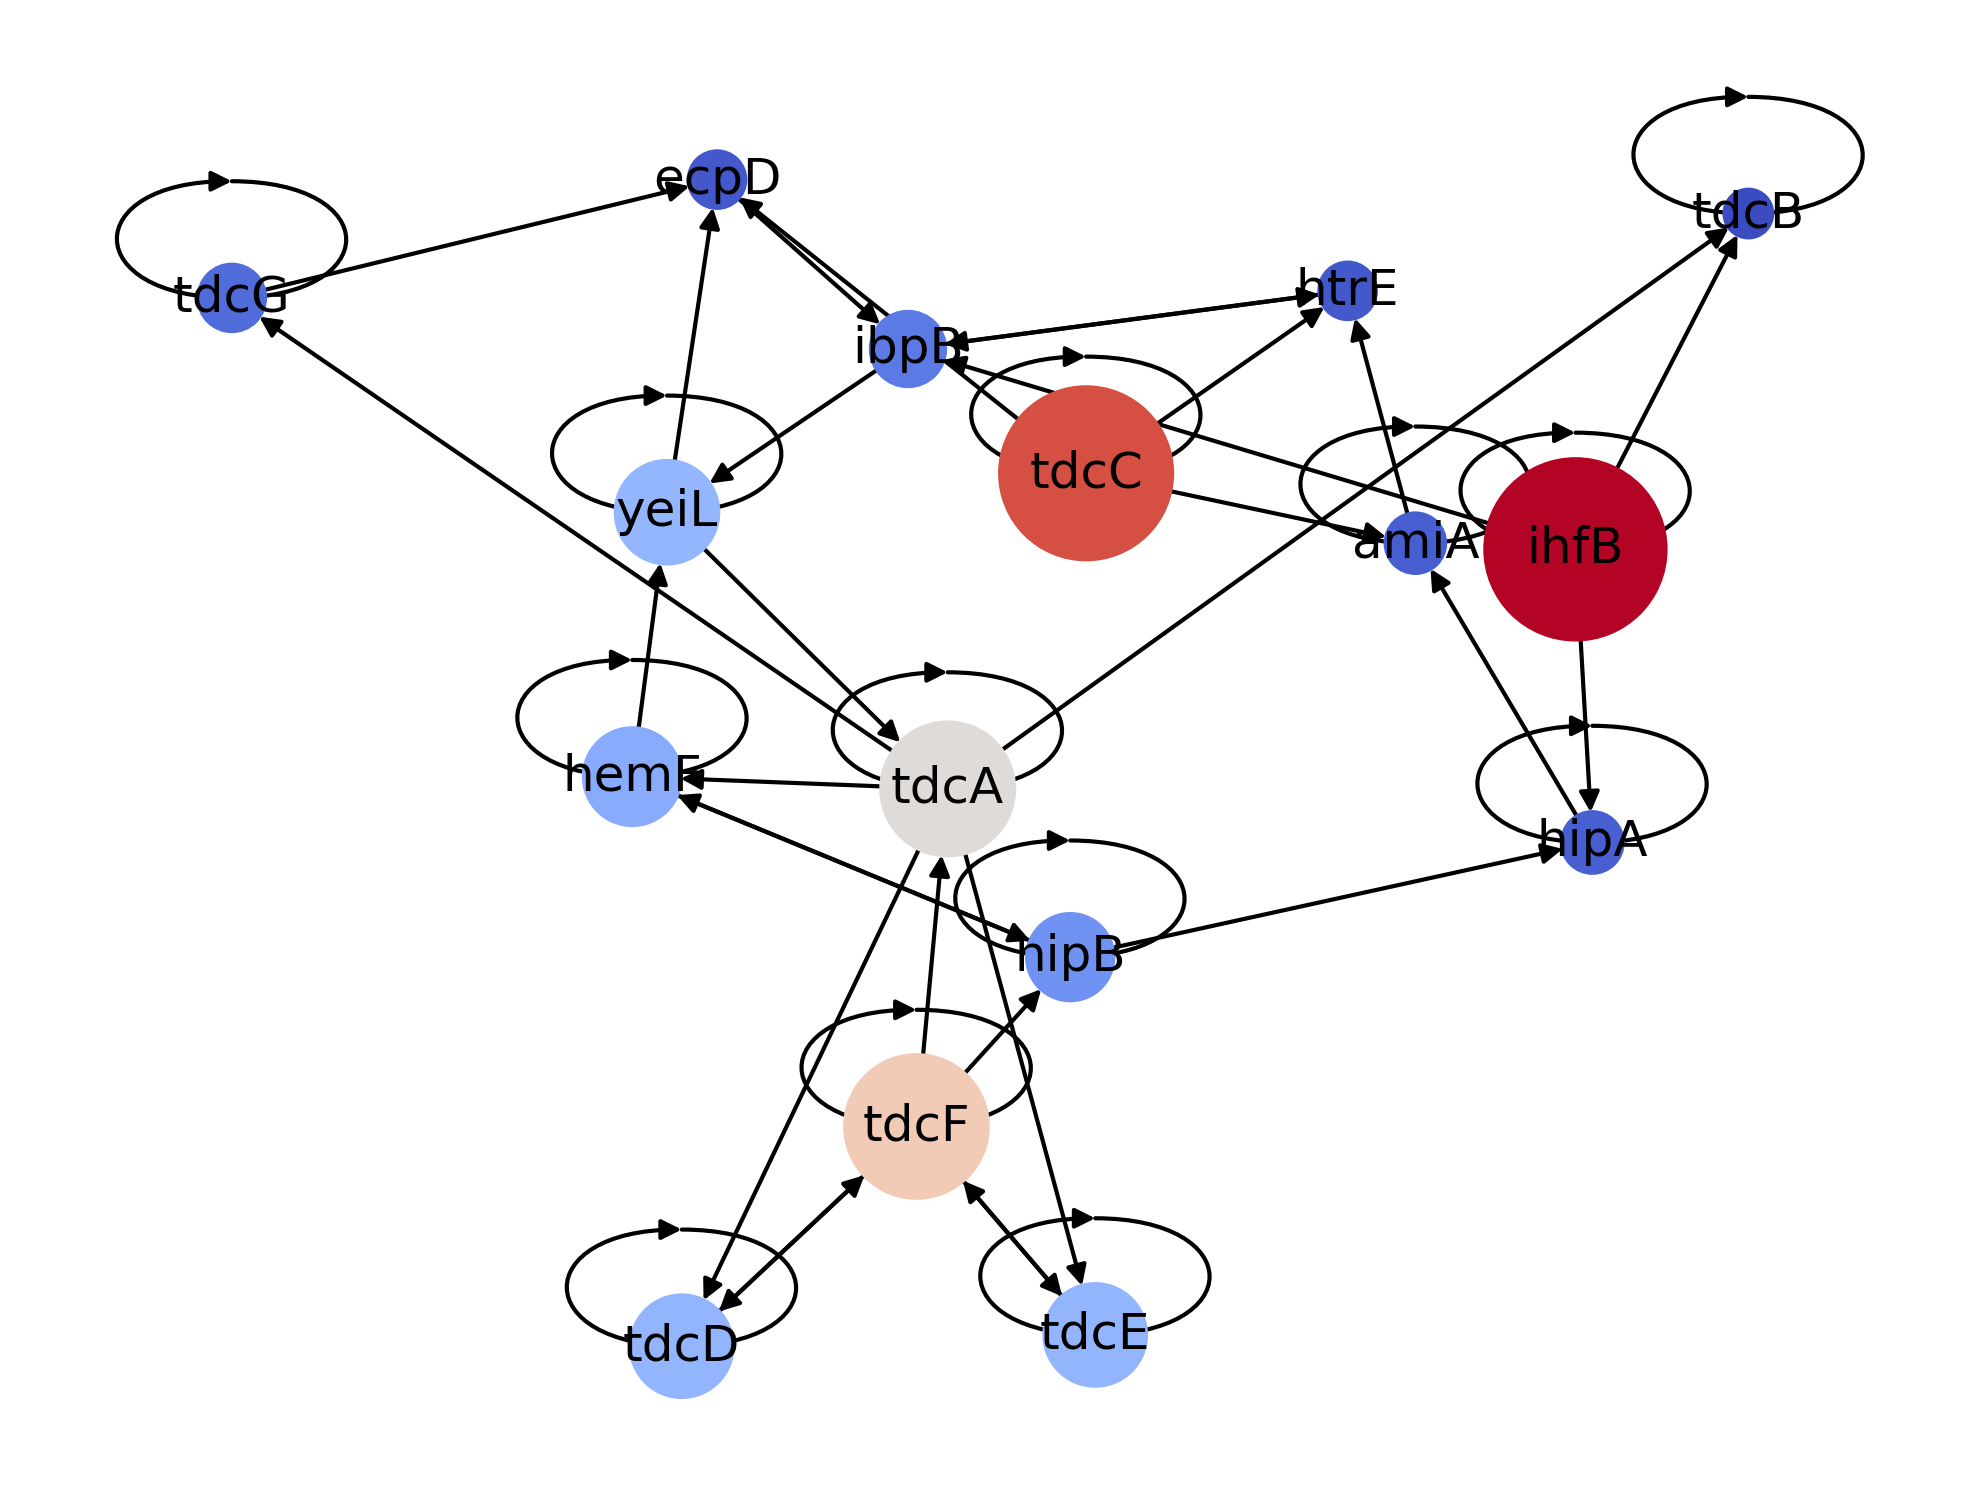 ecpD
tdcB
tdcG
htrE
ibpB
tdcC
yeiL
amiA
ihfB
hemF
tdcA
hipA
hipB
tdcF
tdcD
tdcE